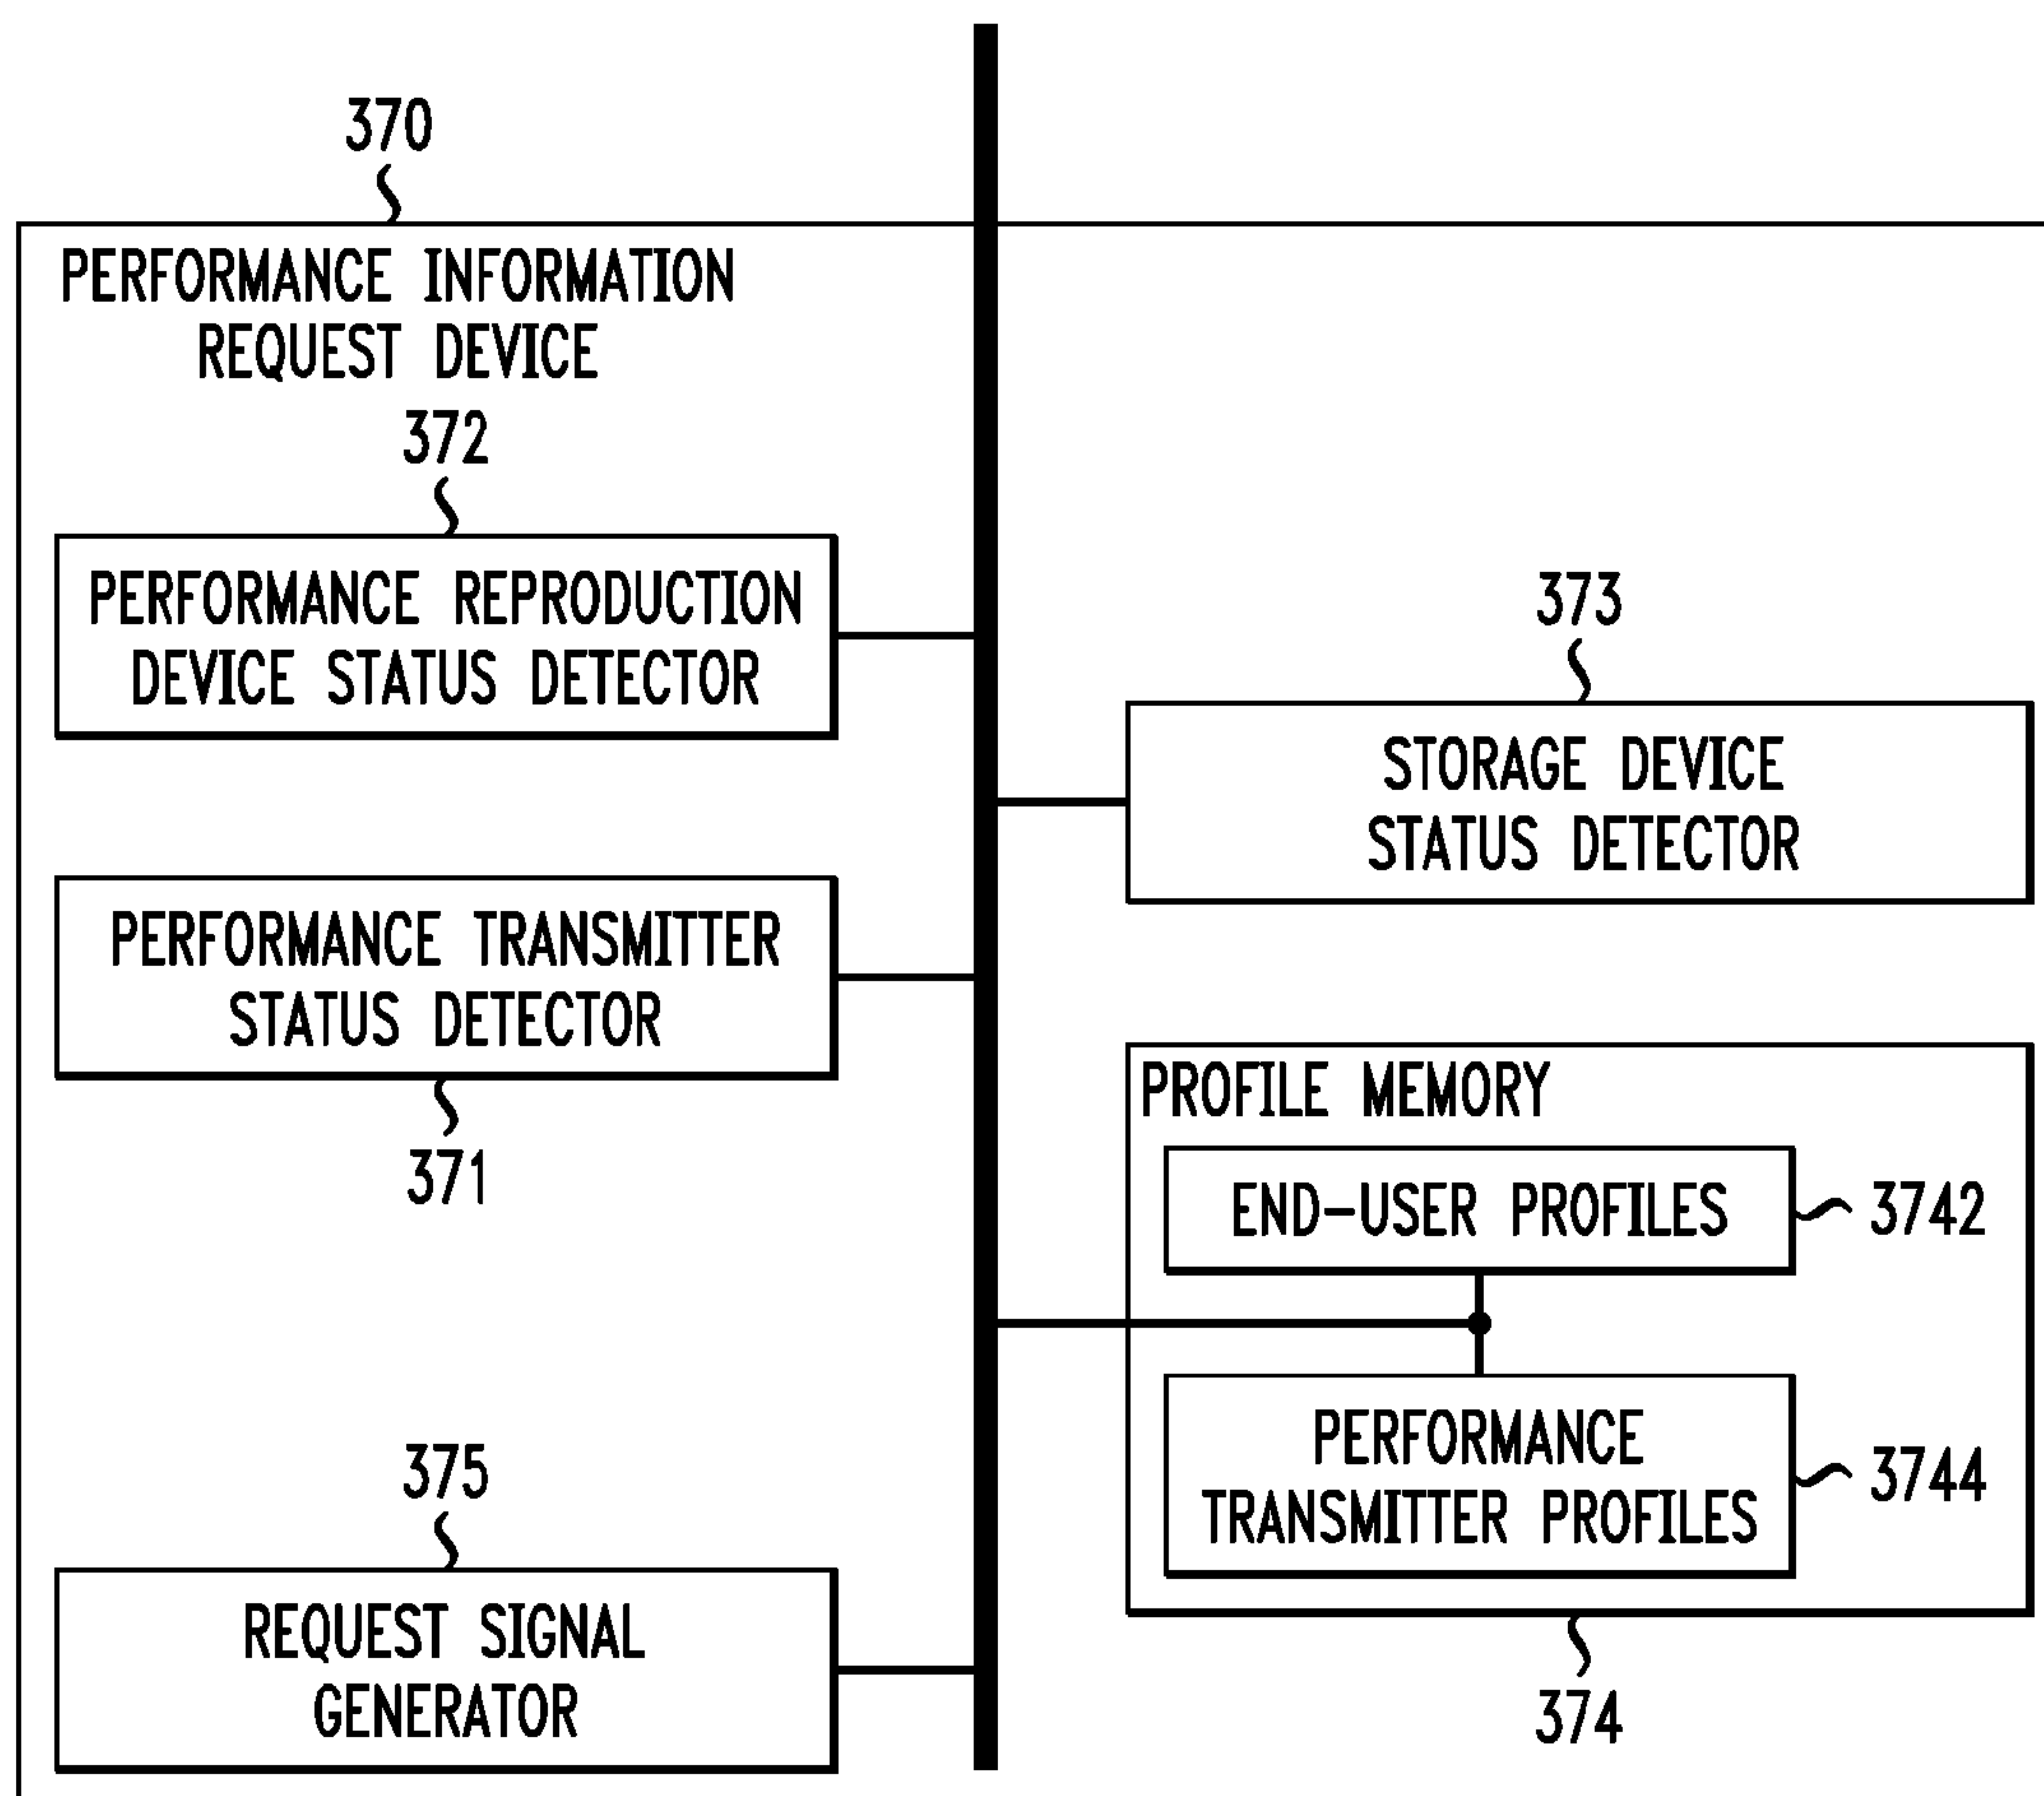 370
PERFORMANCE INFORMATION
REQUEST DEVICE
372
PERFORMANCE REPRODUCTION
DEVICE STATUS DETECTOR
373
STORAGE DEVICE
STATUS DETECTOR
PERFORMANCE TRANSMITTER
STATUS DETECTOR
371
PROFILE MEMORY
END-USER PROFILES
3742
PERFORMANCE
TRANSMITTER PROFILES
3744
374
375
REQUEST SIGNAL
GENERATOR